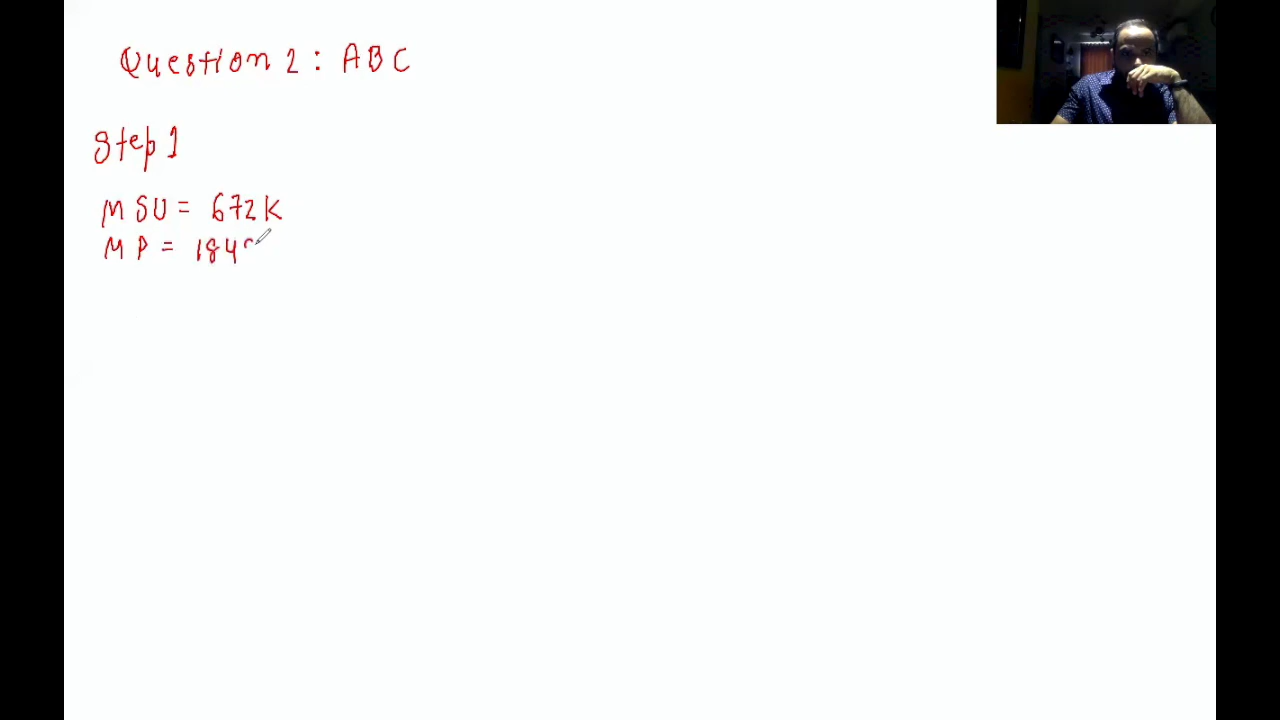 Question 2 : ABC
Step 1
MSU = 672K
MP = 184